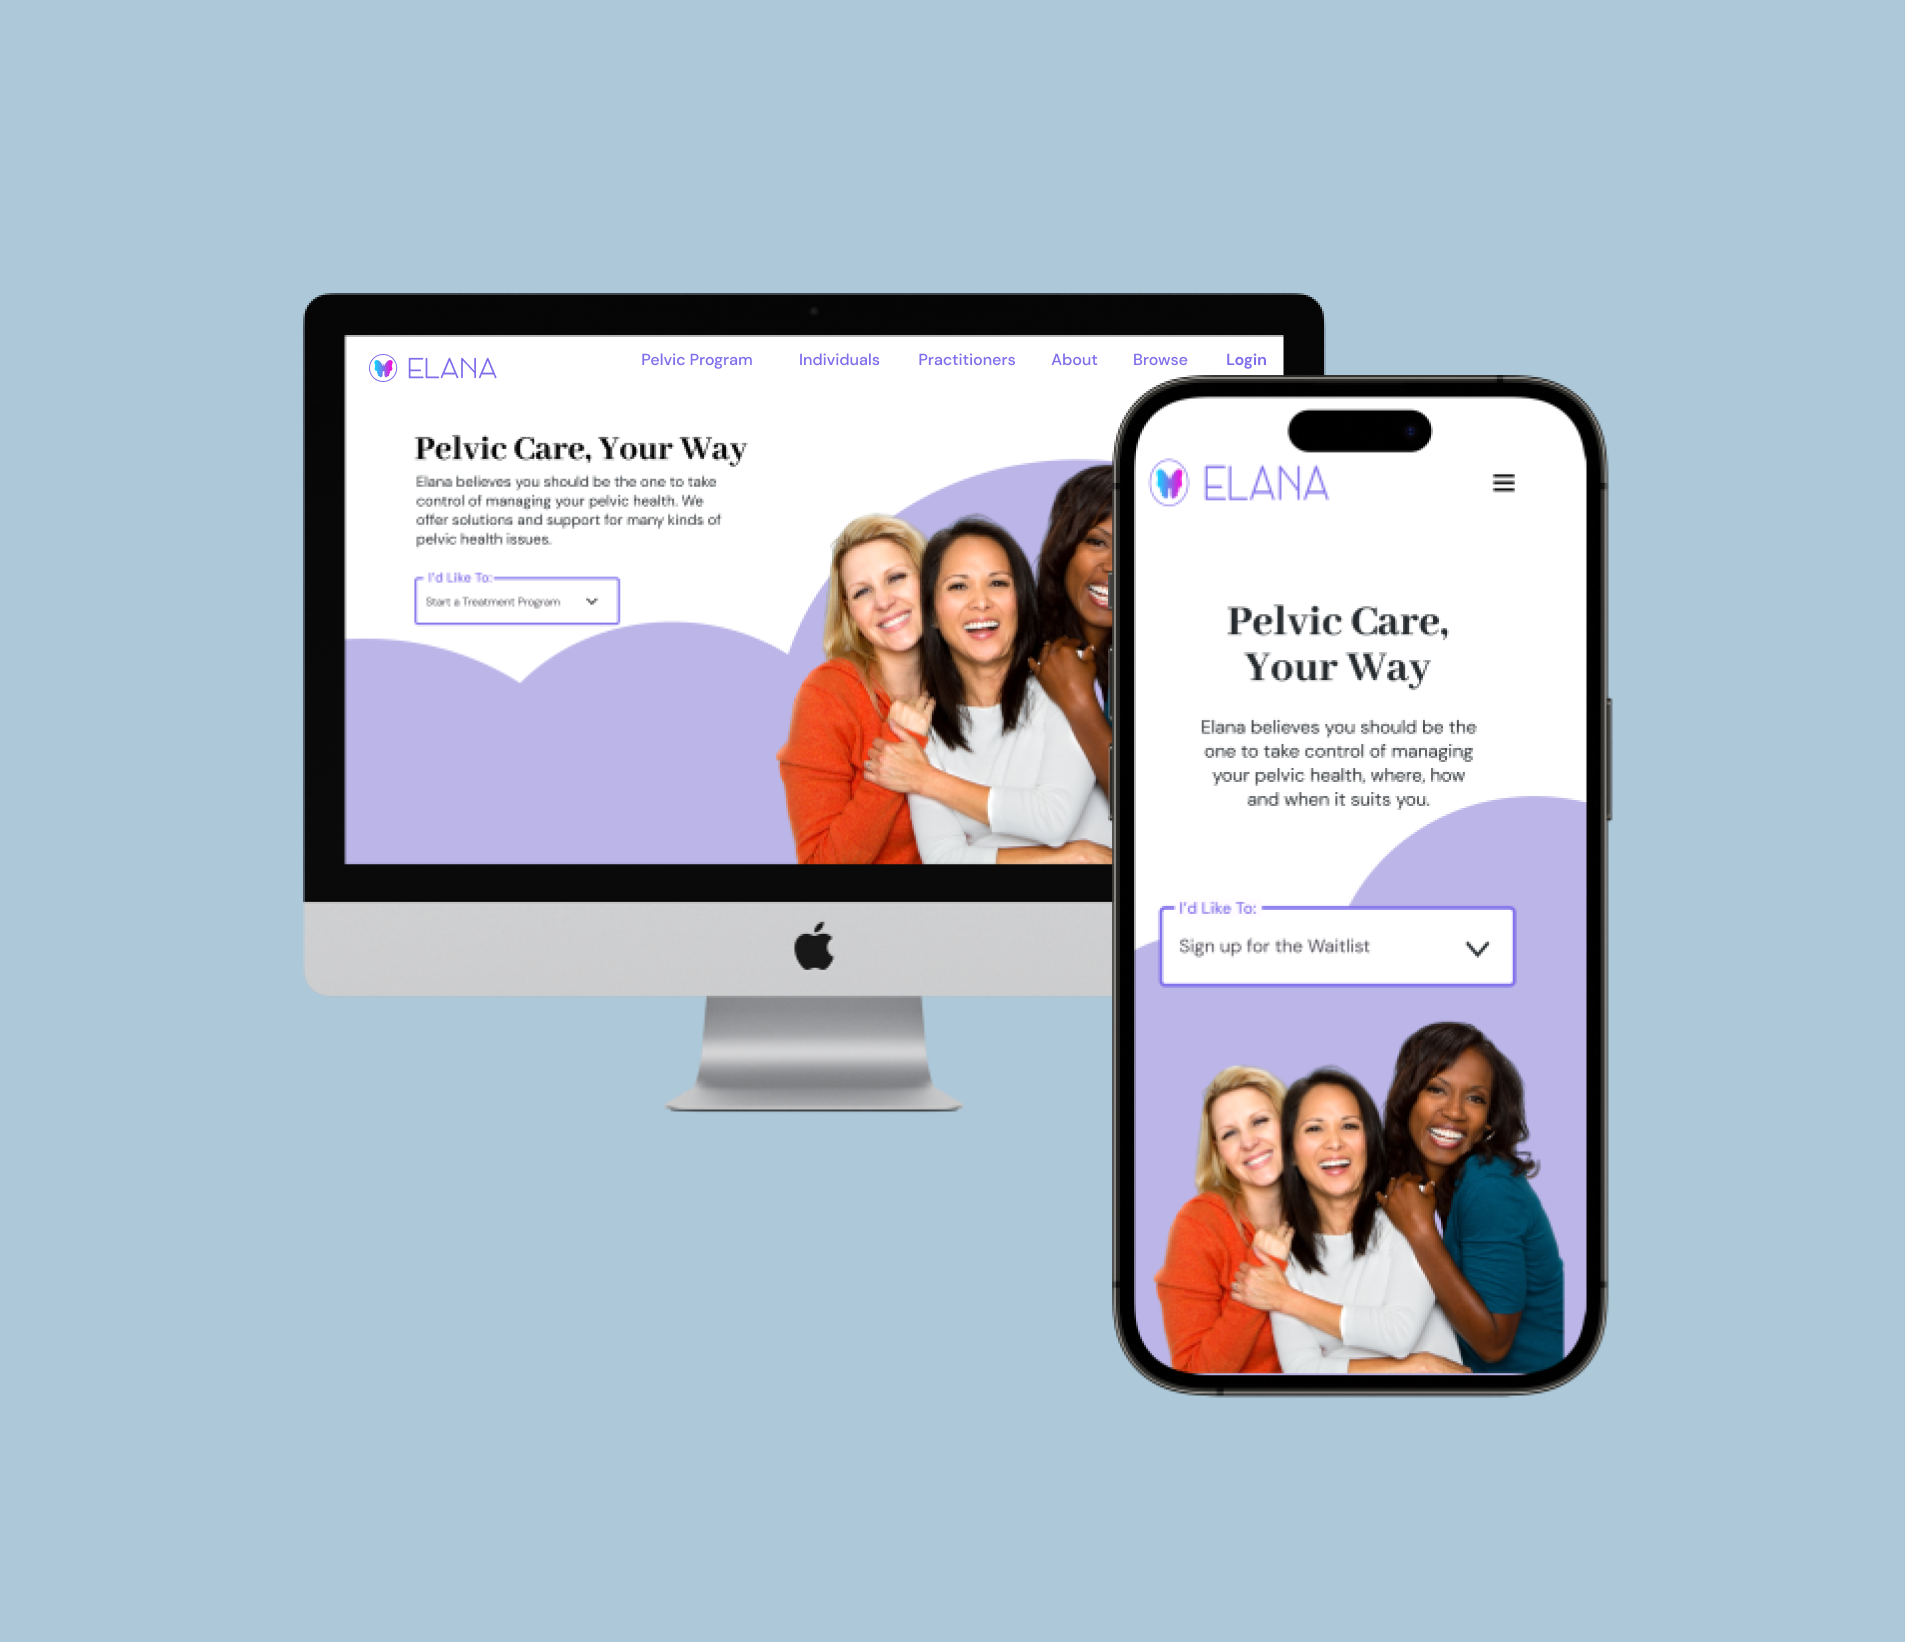 ELANA
Pelvic Program Individuals Practitioners About Browse Login
Pelvic Care, Your Way
Elana believes you should be the one to take
control of managing your pelvic health. We
offer solutions and support for many kinds of
pelvic health issues.
I'd Like To:
Start a Treatment Program
ELANA
Pelvic Care,
Your Way
Elana believes you should be the
one to take control of managing
your pelvic health, where, how
and when it suits you.
I'd Like To:
Sign up for the Waitlist